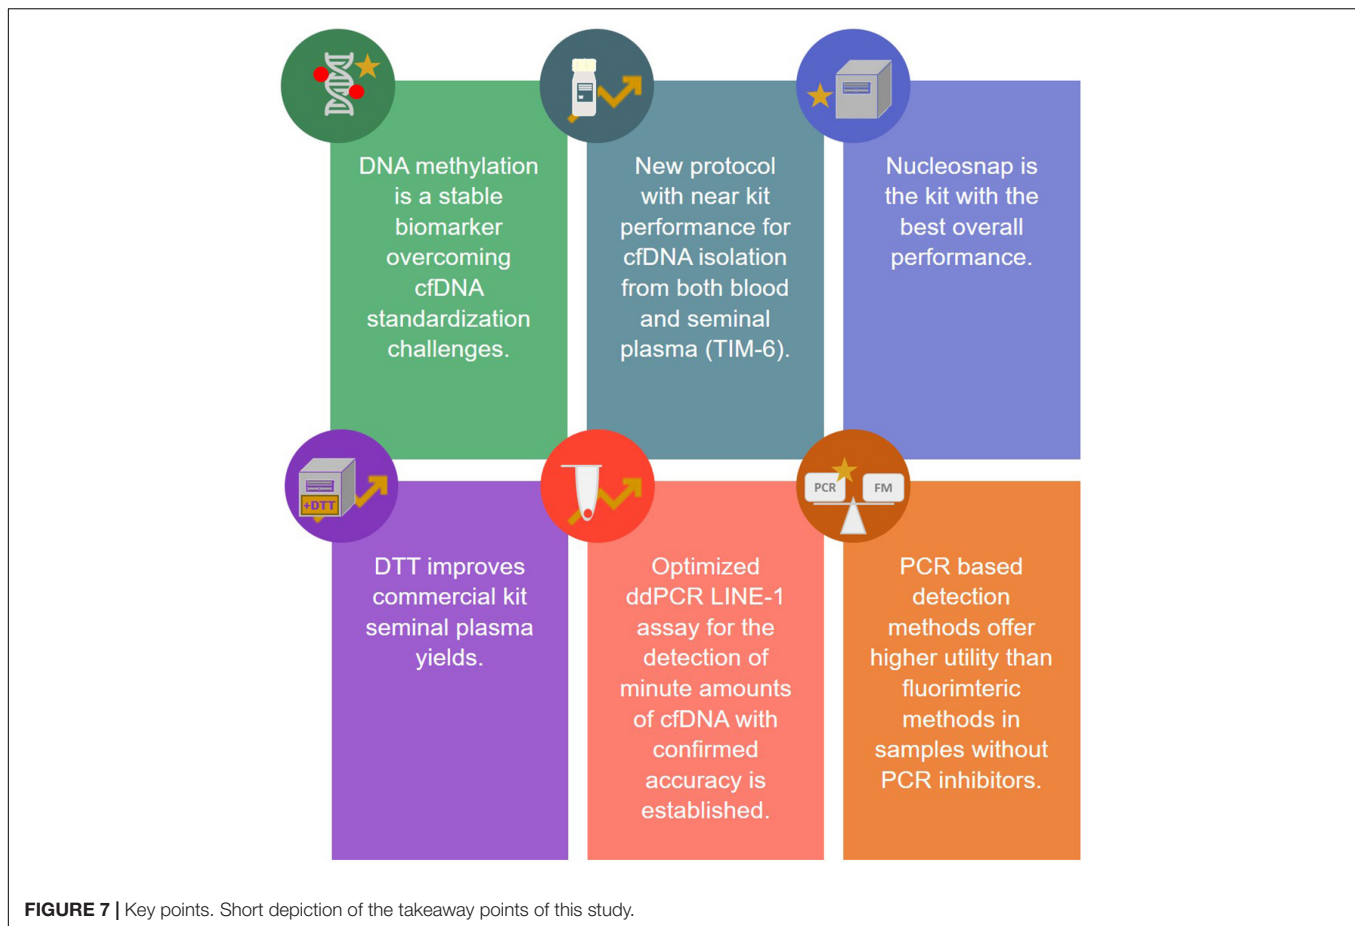 DNA methylation
is a stable
biomarker
overcoming
cfDNA
standardization
challenges.
New protocol
with near kit
performance for
cfDNA isolation
from both blood
and seminal
plasma (TIM-6).
Nucleosnap is
the kit with the
best overall
performance.
+DTT
DTT improves
commercial kit
seminal plasma
yields.
Optimized
ddPCR LINE-1
assay for the
detection of
minute amounts
of cfDNA with
confirmed
accuracy is
established.
PCR FM
PCR based
detection
methods offer
higher utility than
fluorimteric
methods in
samples without
PCR inhibitors.
FIGURE 7 | Key points. Short depiction of the takeaway points of this study.